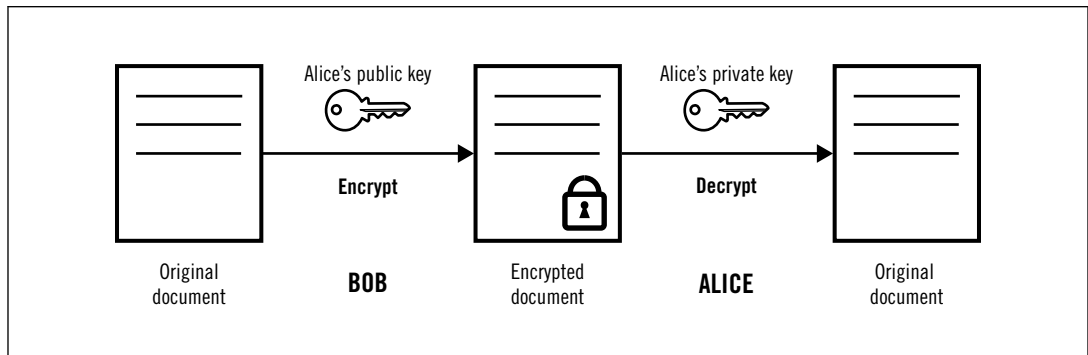 Alice’s public key
Alice’s private key
Encrypt
Decrypt
Original
document
BOB
Encrypted
document
ALICE
Original
document